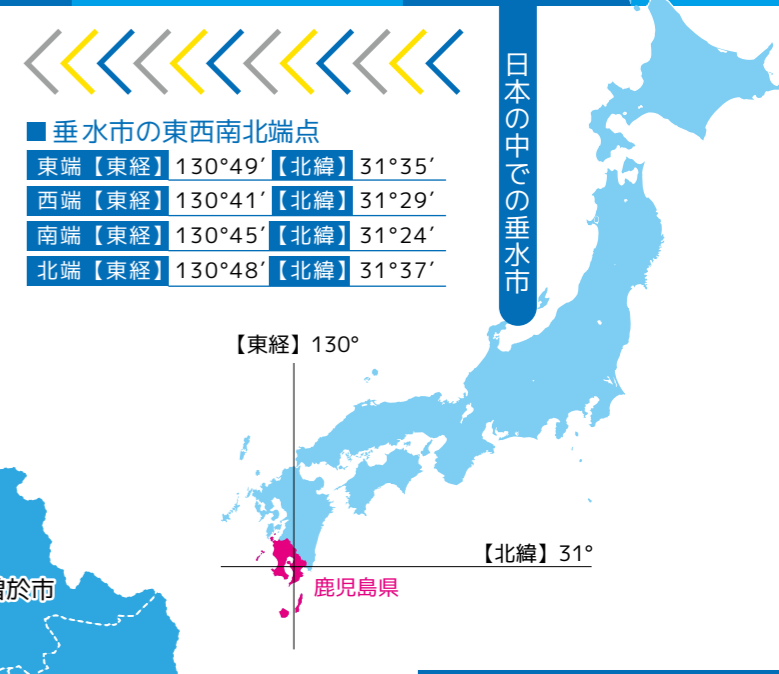 日本の中での垂水市
■垂水市の東西南北端点
東端【東経】130°49′【北緯】31°35′
西端【東経】130°41′【北緯】31°29′
南端【東経】130°45′【北緯】31°24′
北端【東経】130°48′【北緯】31°37′
【東経】130°
【北緯】31°
鹿児島県
曽於市